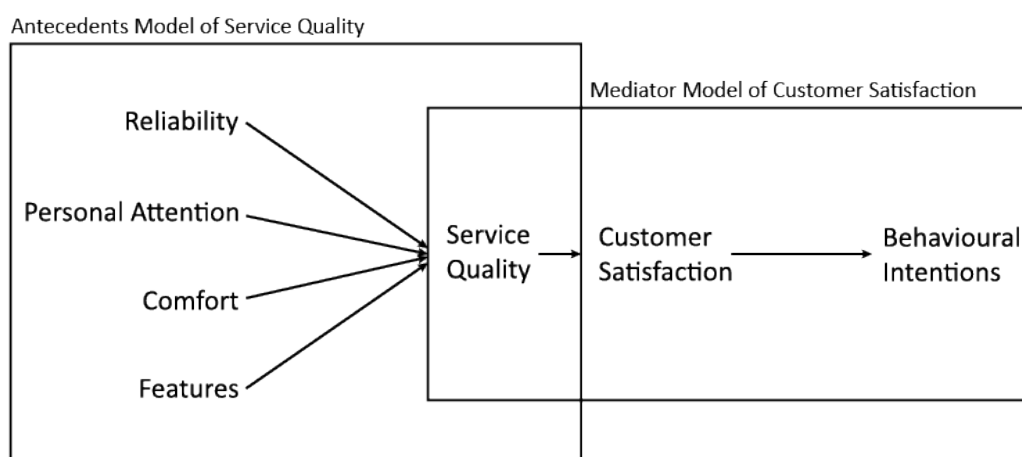 Antecedents Model of Service Quality
Mediator Model of Customer Satisfaction
Reliability
Personal Attention
Comfort
Features
Service
Quality
Customer
Satisfaction
Behavioural
Intentions